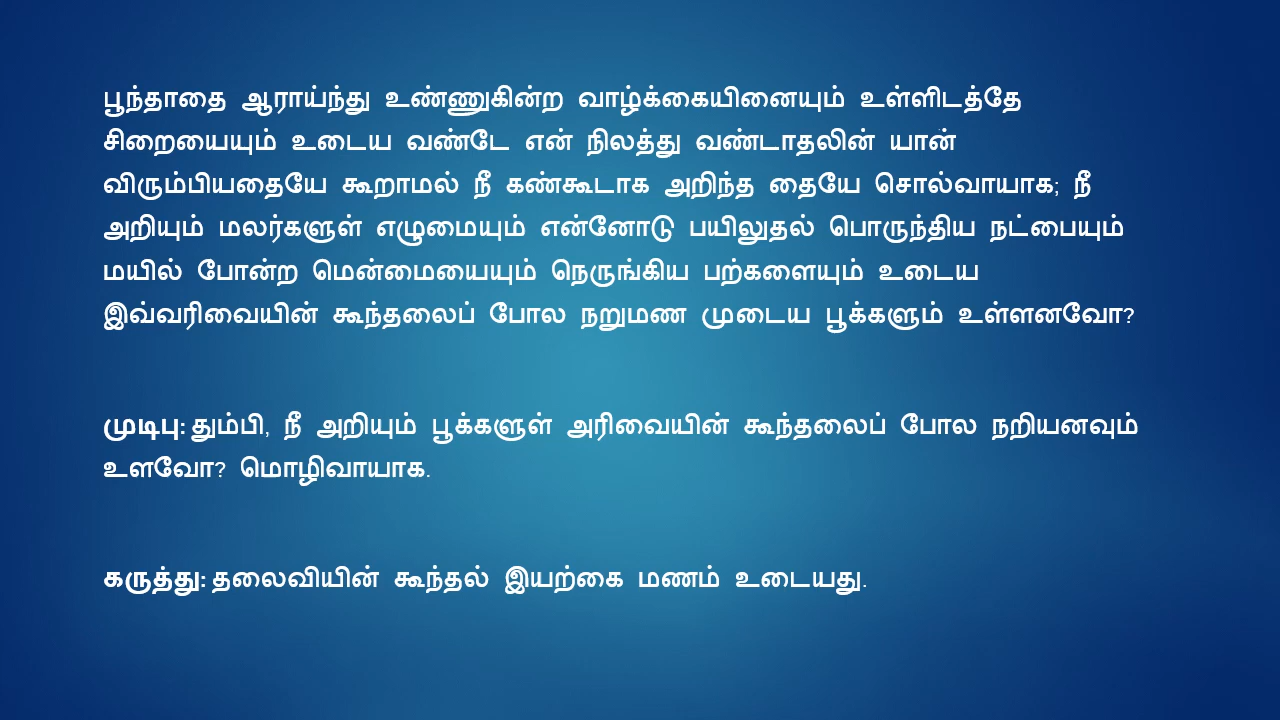 பூந்தாதை ஆராய்ந்து உண்ணுகின்ற வாழ்க்கையினையும் உள்ளிடத்தே
சிறையையும் உடைய வண்டே என் நிலத்து வண்டாதலின் யான்
விரும்பியதையே கூறாமல் நீ கண்கூடாக அறிந்த தையே சொல்வாயாக; நீ
அறியும் மலர்களுள் எழுமையும் என்னோடு பயிலுதல் பொருந்திய நட்பையும்
மயில் போன்ற மென்மையையும் நெருங்கிய பற்களையும் உடைய
இவ்வரிவையின் கூந்தலைப் போல நறுமண முடைய பூக்களும் உள்ளனவோ?
முடிபு: தும்பி, நீ அறியும் பூக்களுள் அரிவையின் கூந்தலைப் போல நறியனவும்
உளவோ? மொழிவாயாக.
கருத்து: தலைவியின் கூந்தல் இயற்கை மணம் உடையது.